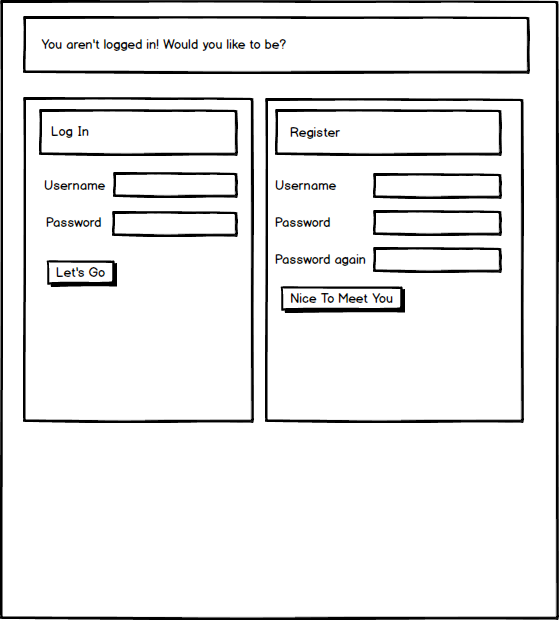 You aren't logged in! Would you like to be?
Log In
Username
Password
Let's Go
Register
Username
Password
Password again
Nice To Meet You